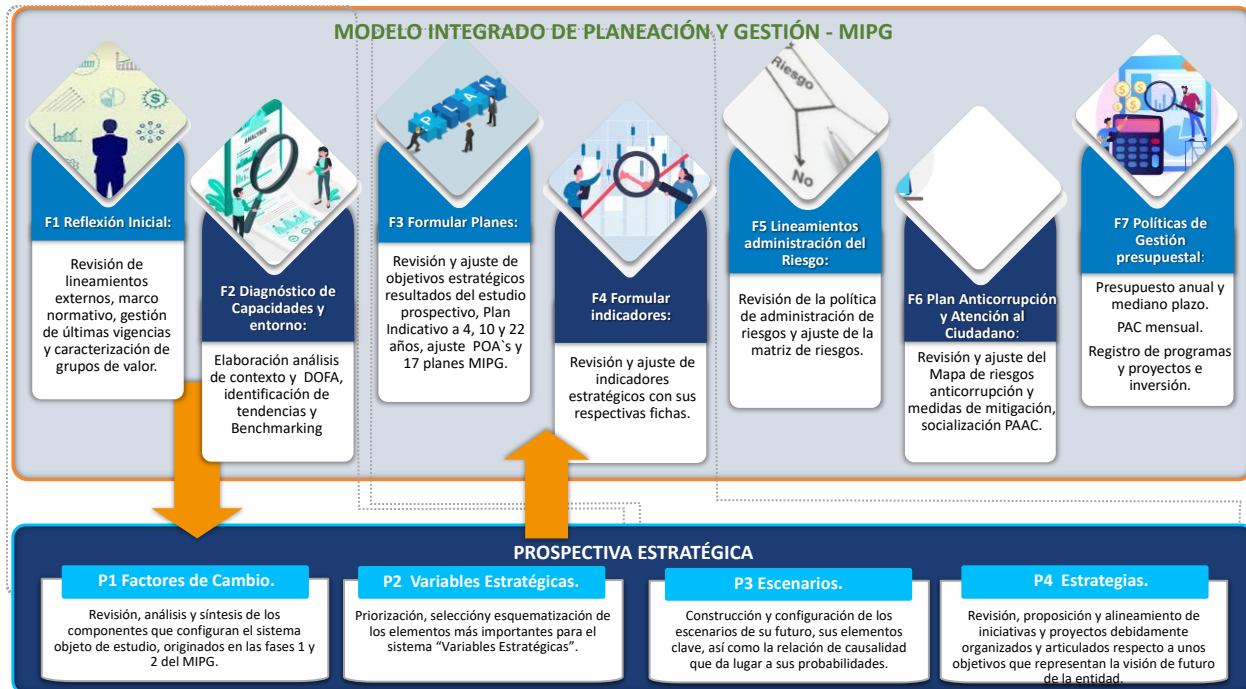 MODELO INTEGRADO DE PLANEACIÓN Y GESTIÓN - MIPG
F1 Reflexión Inicial:
Revisión de
lineamientos
externos, marco
normativo, gestión
de últimas vigencias
y caracterización de
grupos de valor.
ANALYSIS
F2 Diagnóstico de
Capacidades y
entorno:
Elaboración análisis
de contexto y DOFA,
identificación de
tendencias y
Benchmarking
PLAN
F3 Formular Planes:
Revisión y ajuste de
objetivos estratégicos
resultados del estudio
prospectivo, Plan
Indicativo a 4, 10 y 22
años, ajuste POA`s y
17 planes MIPG.
F4 Formular
indicadores:
Revisión y ajuste de
indicadores
estratégicos con sus
respectivas fichas.
Riesgo
No
F5 Lineamientos
administración del
Riesgo:
Revisión de la política
de administración de
riesgos y ajuste de la
matriz de riesgos.
F6 Plan Anticorrupción
y Atención al
Ciudadano:
Revisión y ajuste del
Mapa de riesgos
anticorrupción y
medidas de mitigación,
socialización PAAC.
F7 Políticas de
Gestión
presupuestal:
Presupuesto anual y
mediano plazo.
PAC mensual.
Registro de programas
y proyectos e
inversión.
PROSPECTIVA ESTRATÉGICA
P1 Factores de Cambio.
Revisión, análisis y síntesis de los
componentes que configuran el sistema
objeto de estudio, originados en las fases 1 y
2 del MIPG.
P2 Variables Estratégicas.
Priorización, seleccióny esquematización de
los elementos más importantes para el
sistema “Variables Estratégicas”.
P3 Escenarios.
Construcción y configuración de los
escenarios de su futuro, sus elementos
clave, así como la relación de causalidad
que da lugar a sus probabilidades.
P4 Estrategias.
Revisión, proposición y alineamiento de
iniciativas y proyectos debidamente
organizados y articulados respecto a unos
objetivos que representan la visión de futuro
de la entidad.